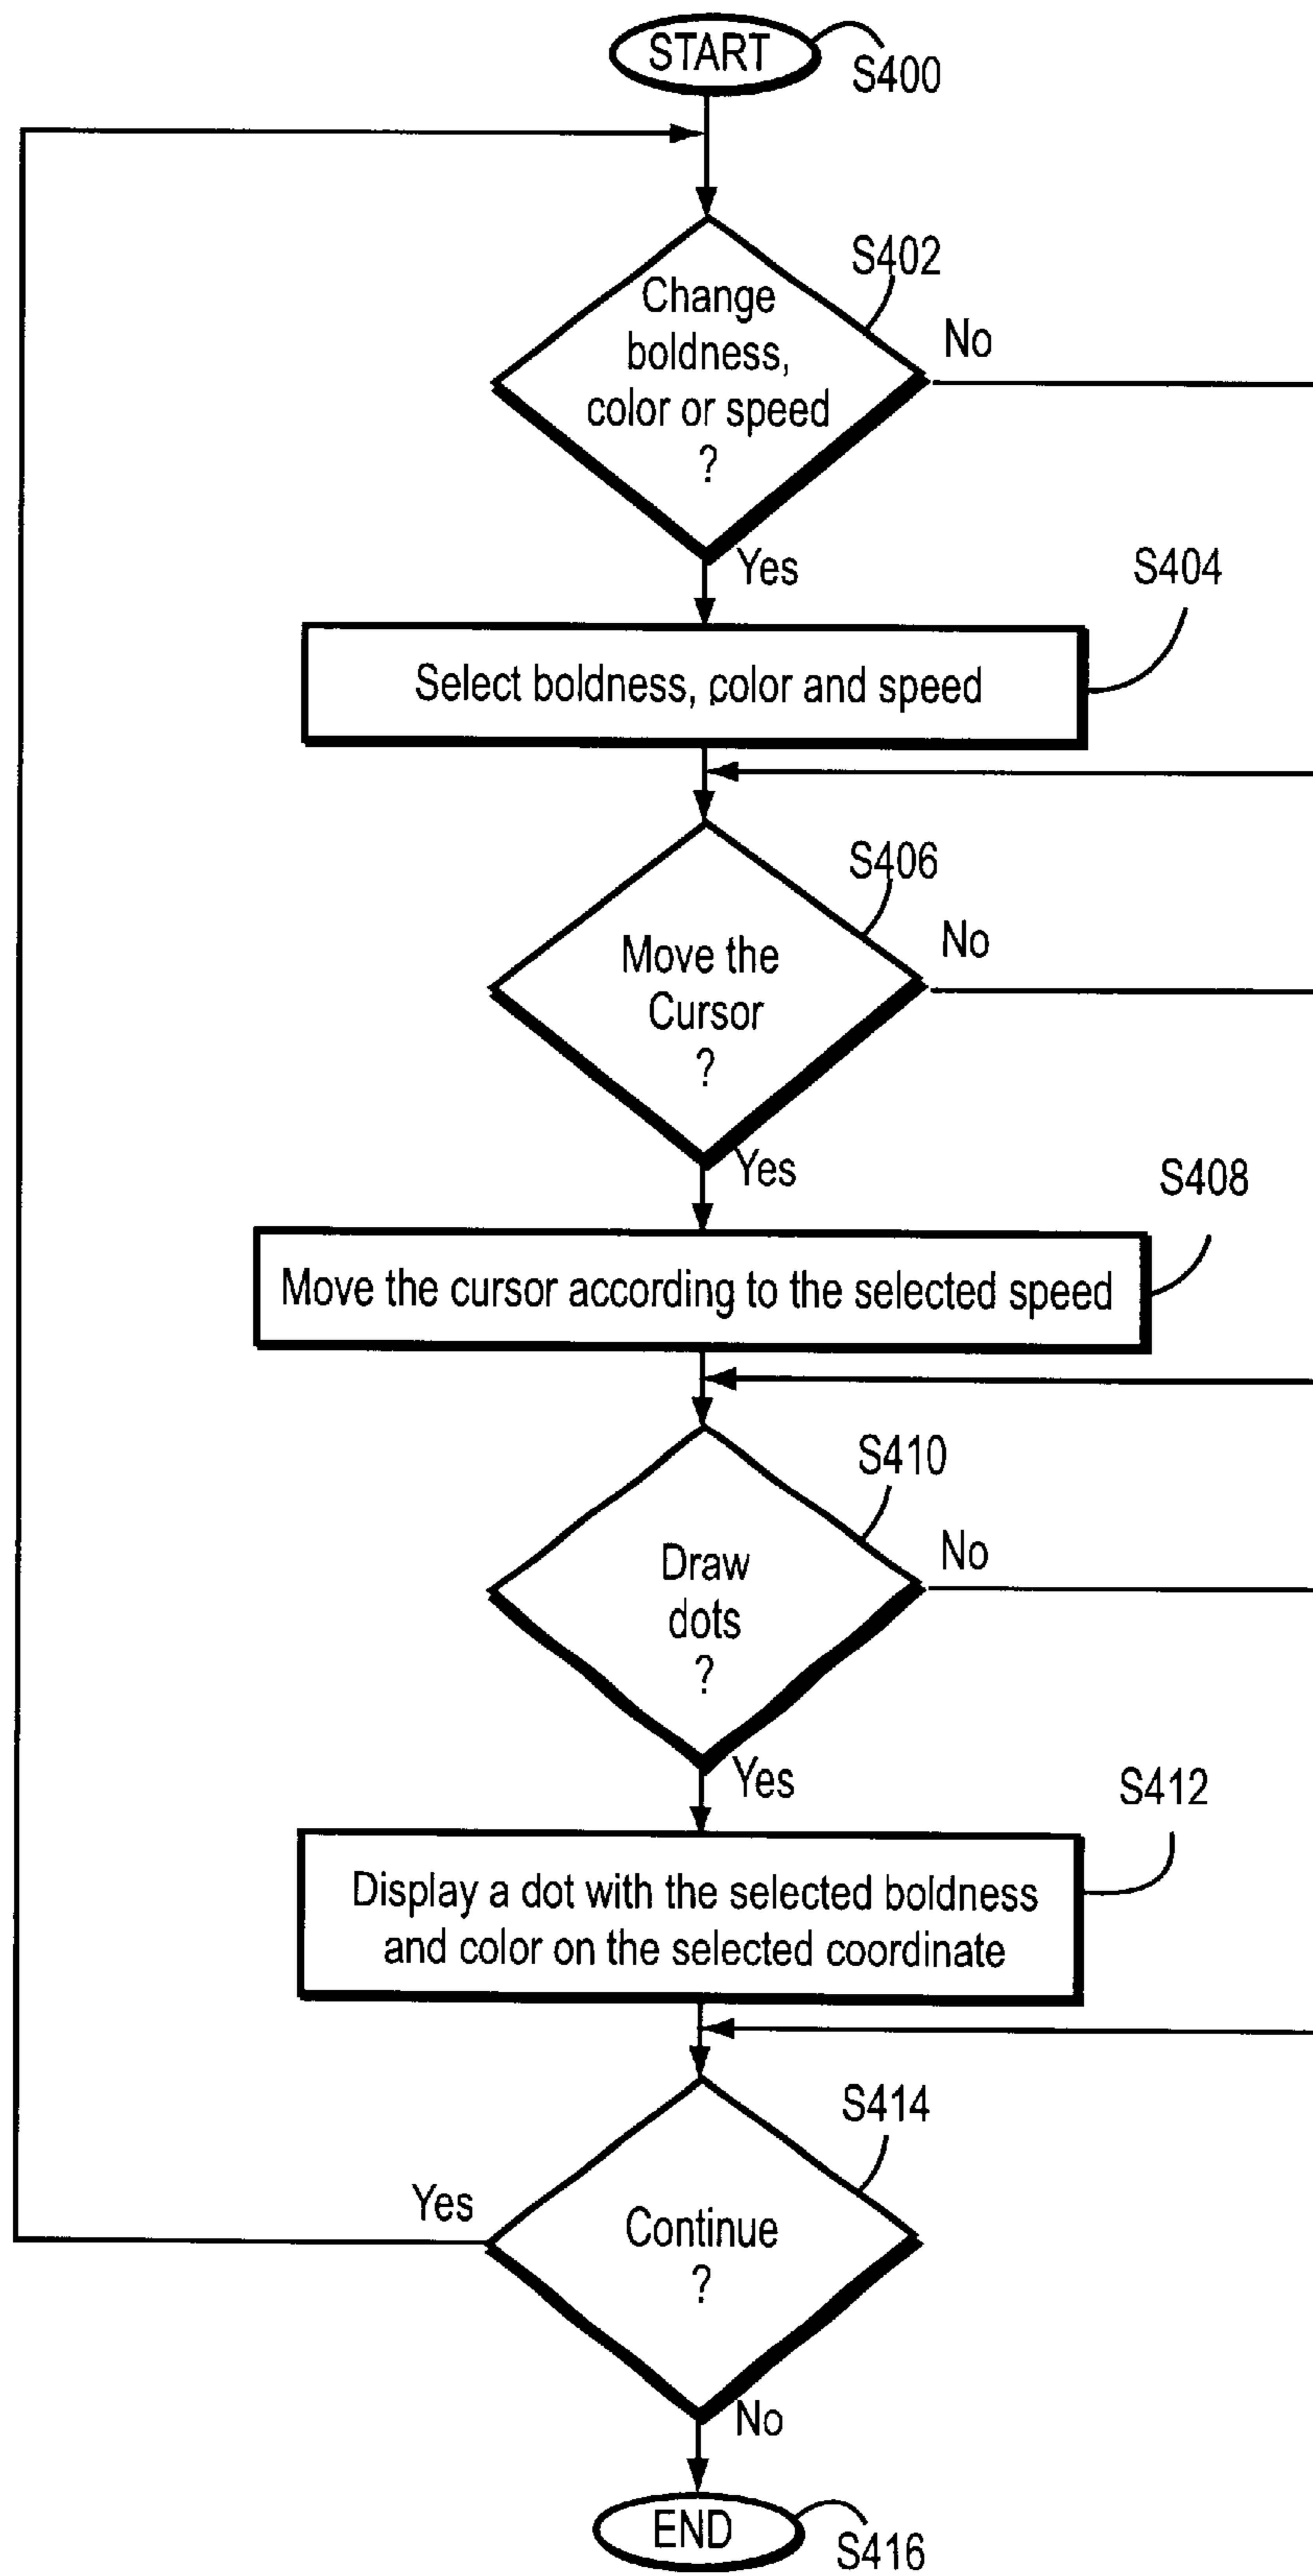 START
S400
S402
Change
boldness,
color or speed
?
No
Yes
S404
Select boldness, color and speed
S406
Move the
Cursor
?
No
Yes
S408
Move the cursor according to the selected speed
S410
Draw
dots
?
No
Yes
S412
Display a dot with the selected boldness
and color on the selected coordinate
S414
Yes
Continue
?
No
END
S416